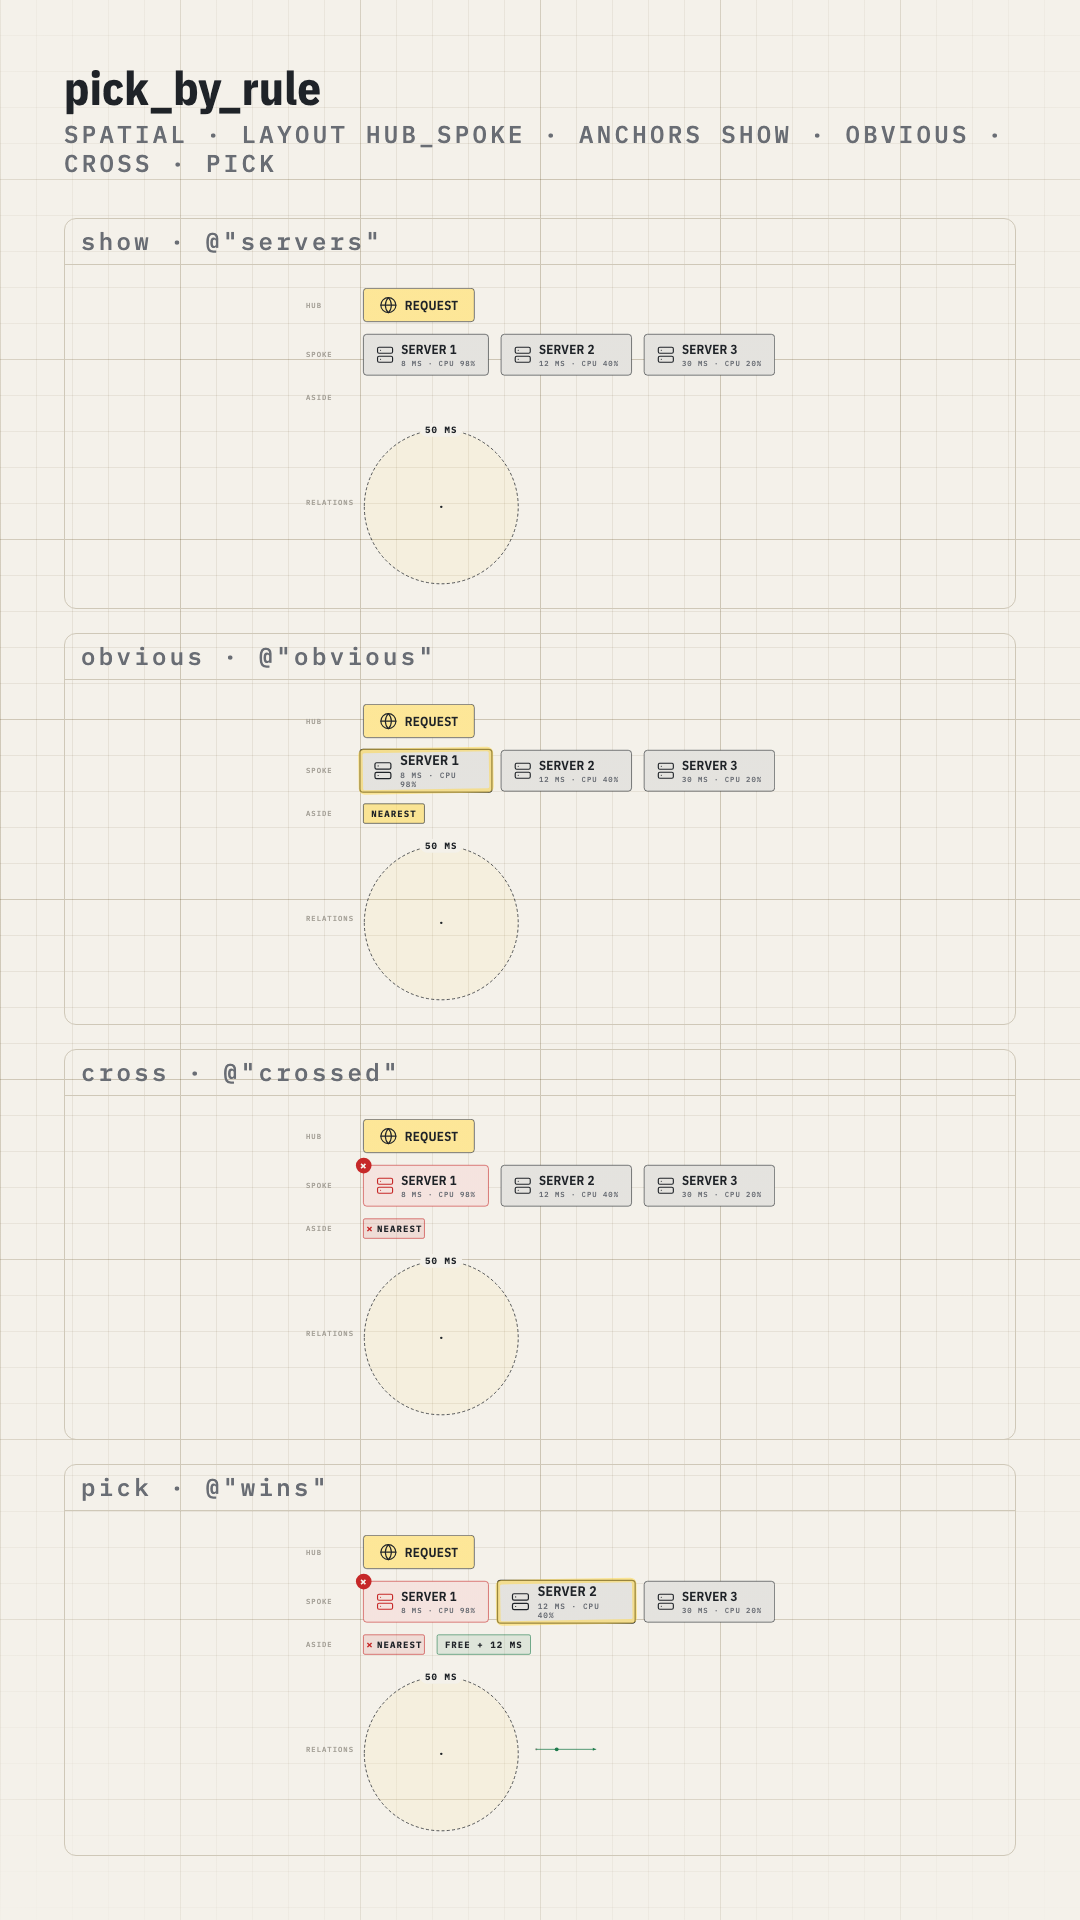 pick_by_rule
SPATIAL · LAYOUT HUB_SPOKE · ANCHORS SHOW · OBVIOUS ·
CROSS · PICK
show · @"servers"
HUB
REQUEST
SPOKE
SERVER 1
8 MS · CPU 98%
SERVER 2
12 MS · CPU 40%
SERVER 3
30 MS · CPU 20%
ASIDE
50 MS
RELATIONS
obvious · @"obvious"
HUB
REQUEST
SPOKE
SERVER 1
8 MS · CPU
98%
SERVER 2
12 MS · CPU 40%
SERVER 3
30 MS · CPU 20%
ASIDE
NEAREST
50 MS
RELATIONS
cross · @"crossed"
HUB
REQUEST
SPOKE
SERVER 1
8 MS · CPU 98%
SERVER 2
12 MS · CPU 40%
SERVER 3
30 MS · CPU 20%
ASIDE
× NEAREST
50 MS
RELATIONS
pick · @"wins"
HUB
REQUEST
SPOKE
SERVER 1
8 MS · CPU 98%
SERVER 2
12 MS · CPU
40%
SERVER 3
30 MS · CPU 20%
ASIDE
× NEAREST
FREE + 12 MS
50 MS
RELATIONS